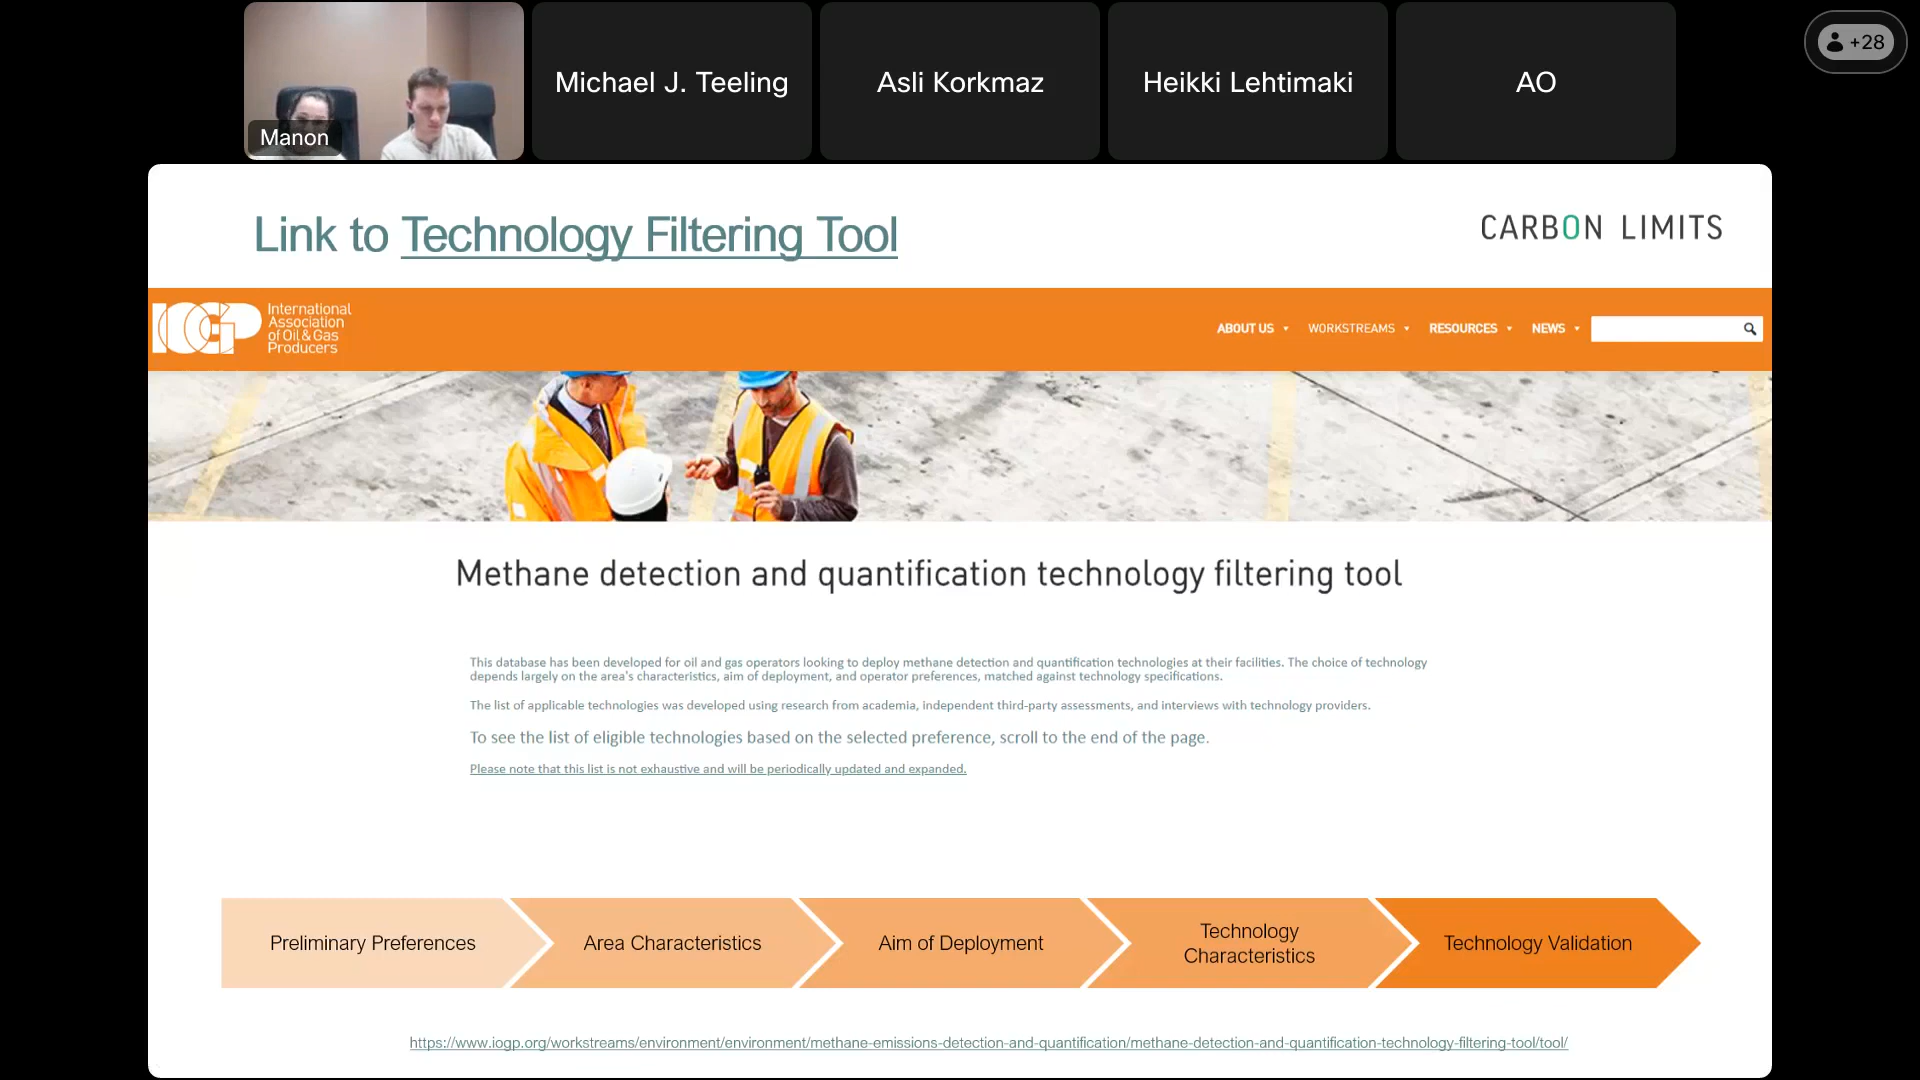 Manon
Michael J. Teeling
Asli Korkmaz
Heikki Lehtimaki
AO
+28
Link to Technology Filtering Tool
CARBON LIMITS
IOGP
International
Association
of Oil & Gas
Producers
ABOUT US
WORKSTREAMS
RESOURCES
NEWS
Methane detection and quantification technology filtering tool
This database has been developed for oil and gas operators looking to deploy methane detection and quantification technologies at their facilities. The choice of technology
depends largely on the area's characteristics, aim of deployment, and operator preferences, matched against technology specifications.
The list of applicable technologies was developed using research from academia, independent third-party assessments, and interviews with technology providers.
To see the list of eligible technologies based on the selected preference, scroll to the end of the page.
Please note that this list is not exhaustive and will be periodically updated and expanded.
Preliminary Preferences
Area Characteristics
Aim of Deployment
Technology
Characteristics
Technology Validation
https://www.iogp.org/workstreams/environment/environment/methane-emissions-detection-and-quantification/methane-detection-and-quantification-technology-filtering-tool/tool/